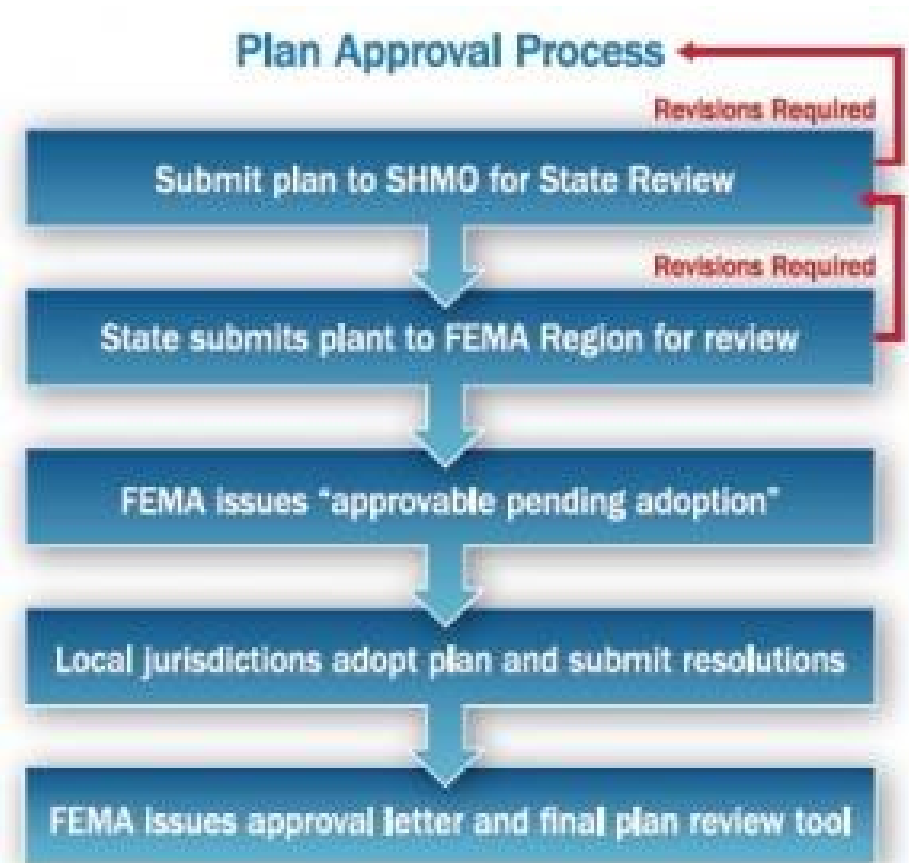 Plan Approval Process
Revisions Required
Submit plan to SHMO for State Review
Revisions Required
State submits plant to FEMA Region for review
FEMA issues “approvable pending adoption”
Local jurisdictions adopt plan and submit resolutions
FEMA issues approval letter and final plan review tool